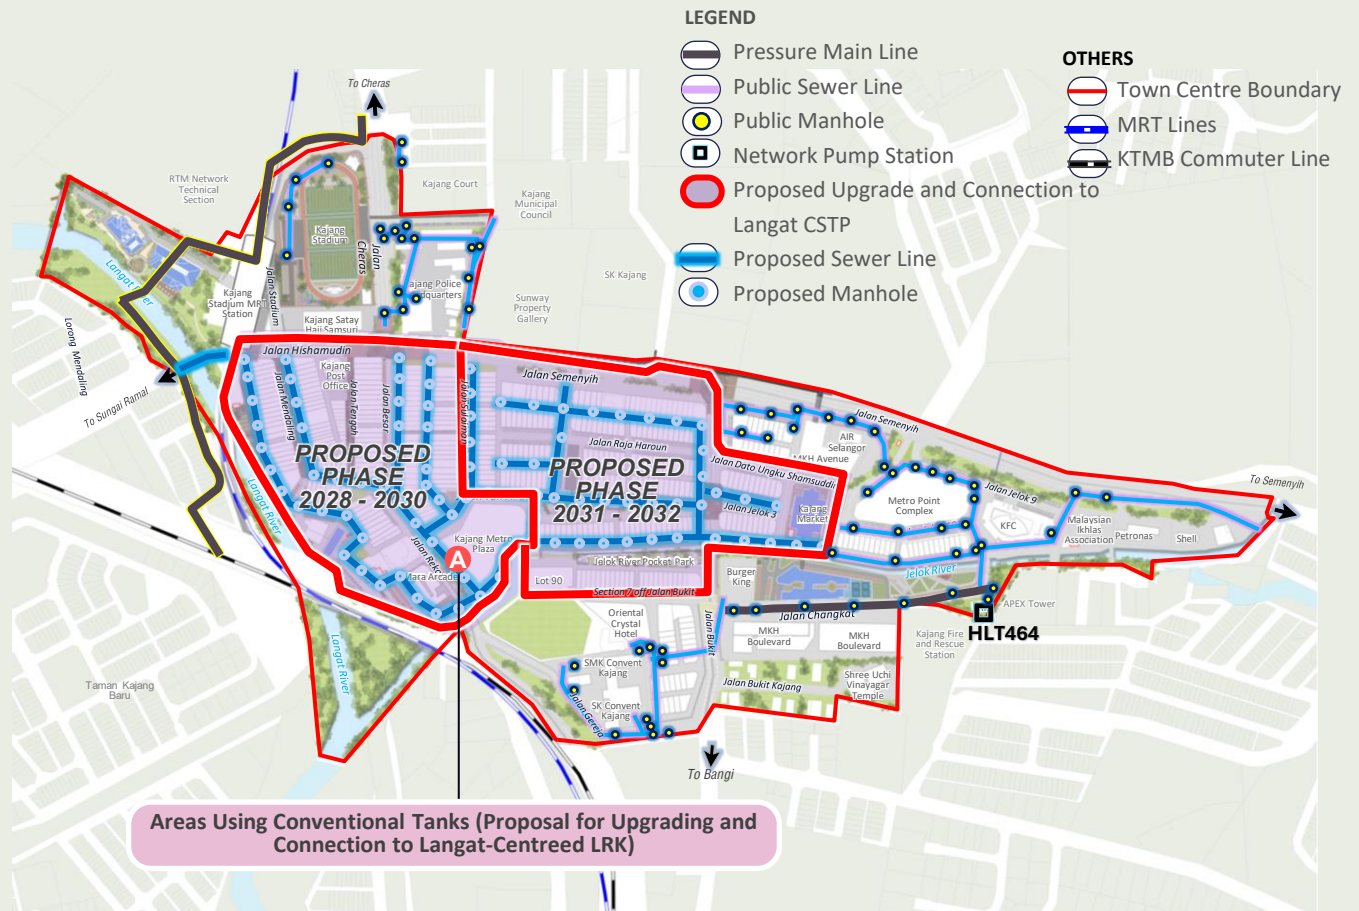 LEGEND
Pressure Main Line
Public Sewer Line
Public Manhole
Network Pump Station
Proposed Upgrade and Connection to
Langat CSTP
Proposed Sewer Line
Proposed Manhole
OTHERS
Town Centre Boundary
MRT Lines
KTMB Commuter Line
To Cheras
RTM Network
Technical
Section
Kajang Court
Kajang
Municipal
Council
Kajang
Stadium
Jalan
Cheras
Langat River
Jalan Stadium
Kajang
Stadium MRT
Station
Kajang Police
SK Kajang
Sunway
Property
Gallery
Kajang Satay
Haji Samsuri
Lorong Mendaling
To Sungai Ramal
Jalan Hishamudin
Kajang
Post
Office
Jalan Mendaling
Jalan Tengah
Jalan Besar
Jalan Sulaiman
Jalan Semenyih
Jalan Raja Haroun
Jalan Dato Ungku Shamsuddin
Jalan Jelok 3
Kajang
Market
PROPOSED
PHASE
2028 - 2030
PROPOSED
PHASE
2031 - 2032
Jalan Semenyih
AIR
Selangor
MKH Avenue
Metro Point
Complex
Jalan Jelok 9
KFC
Malaysian
Ikhlas
Association
Petronas
Shell
To Semenyih
Langat River
Kajang Metro
Plaza
A
Mara Arcade
Lot 90
Jelok River Pocket Park
Section 7 off Jalan Bukit
Burger
King
Jelok River
Jalan Changkat
APEX Tower
HLT464
Kajang Fire
and Rescue
Station
Oriental
Crystal
Hotel
Jalan Bukit
MKH
Boulevard
MKH
Boulevard
SMK Convent
Kajang
SK Convent
Kajang
Jalan Gereja
Jalan Bukit Kajang
Shree Uchi
Vinayagar
Temple
Langat River
Taman Kajang
Baru
To Bangi
Areas Using Conventional Tanks (Proposal for Upgrading and
Connection to Langat-Centreed LRK)